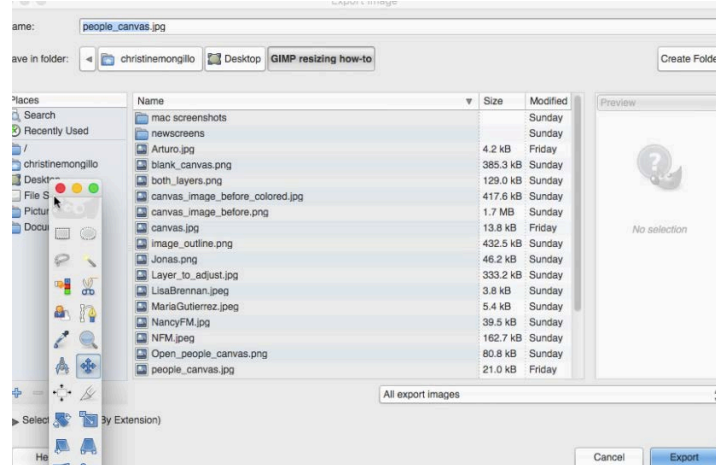 Export Image
ame: people_canvas.jpg
ave in folder: christinemongillo Desktop GIMP resizing how-to Create Folde
Places Name Size Modified Preview
Search mac screenshots Sunday
Recently Used newscreens Sunday
/ Arturo.jpg 4.2 kB Friday
christinemongillo blank_canvas.png 385.3 kB Sunday
Deskto both_layers.png 129.0 kB Sunday
File S canvas_image_before_colored.jpg 417.6 kB Sunday
Pictur canvas_image_before.png 1.7 MB Sunday
Docu canvas.jpg 13.8 kB Friday No selection
image_outline.png 432.5 kB Sunday
Jonas.png 46.2 kB Sunday
Layer_to_adjust.jpg 333.2 kB Sunday
LisaBrennan.jpeg 3.8 kB Sunday
MariaGutierrez.jpeg 5.4 kB Sunday
NancyFM.jpg 39.5 kB Sunday
NFM.jpeg 162.7 kB Sunday
Open_people_canvas.png 80.8 kB Sunday
people_canvas.jpg 21.0 kB Friday
All export images
Select By Extension)
He Cancel Export